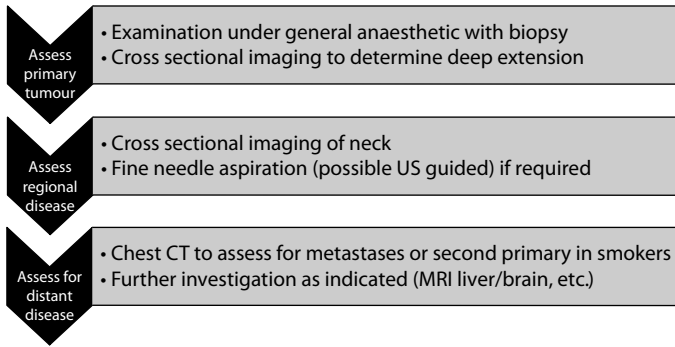 Assess
primary
tumour
• Examination under general anaesthetic with biopsy
• Cross sectional imaging to determine deep extension
Assess
regional
disease
• Cross sectional imaging of neck
• Fine needle aspiration (possible US guided) if required
Assess for
distant
disease
• Chest CT to assess for metastases or second primary in smokers
• Further investigation as indicated (MRI liver/brain, etc.)